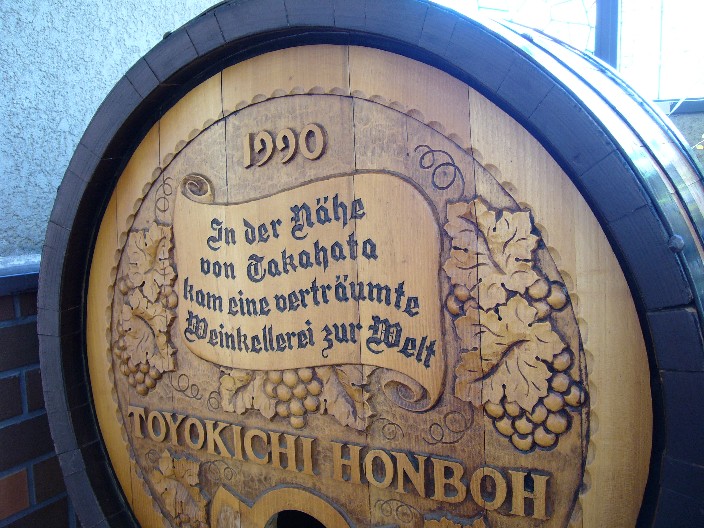 1990
In der Nähe
von Takahata
kam eine verträumte
Weinkellerei zur Welt
TOYOKICHI HONBOH